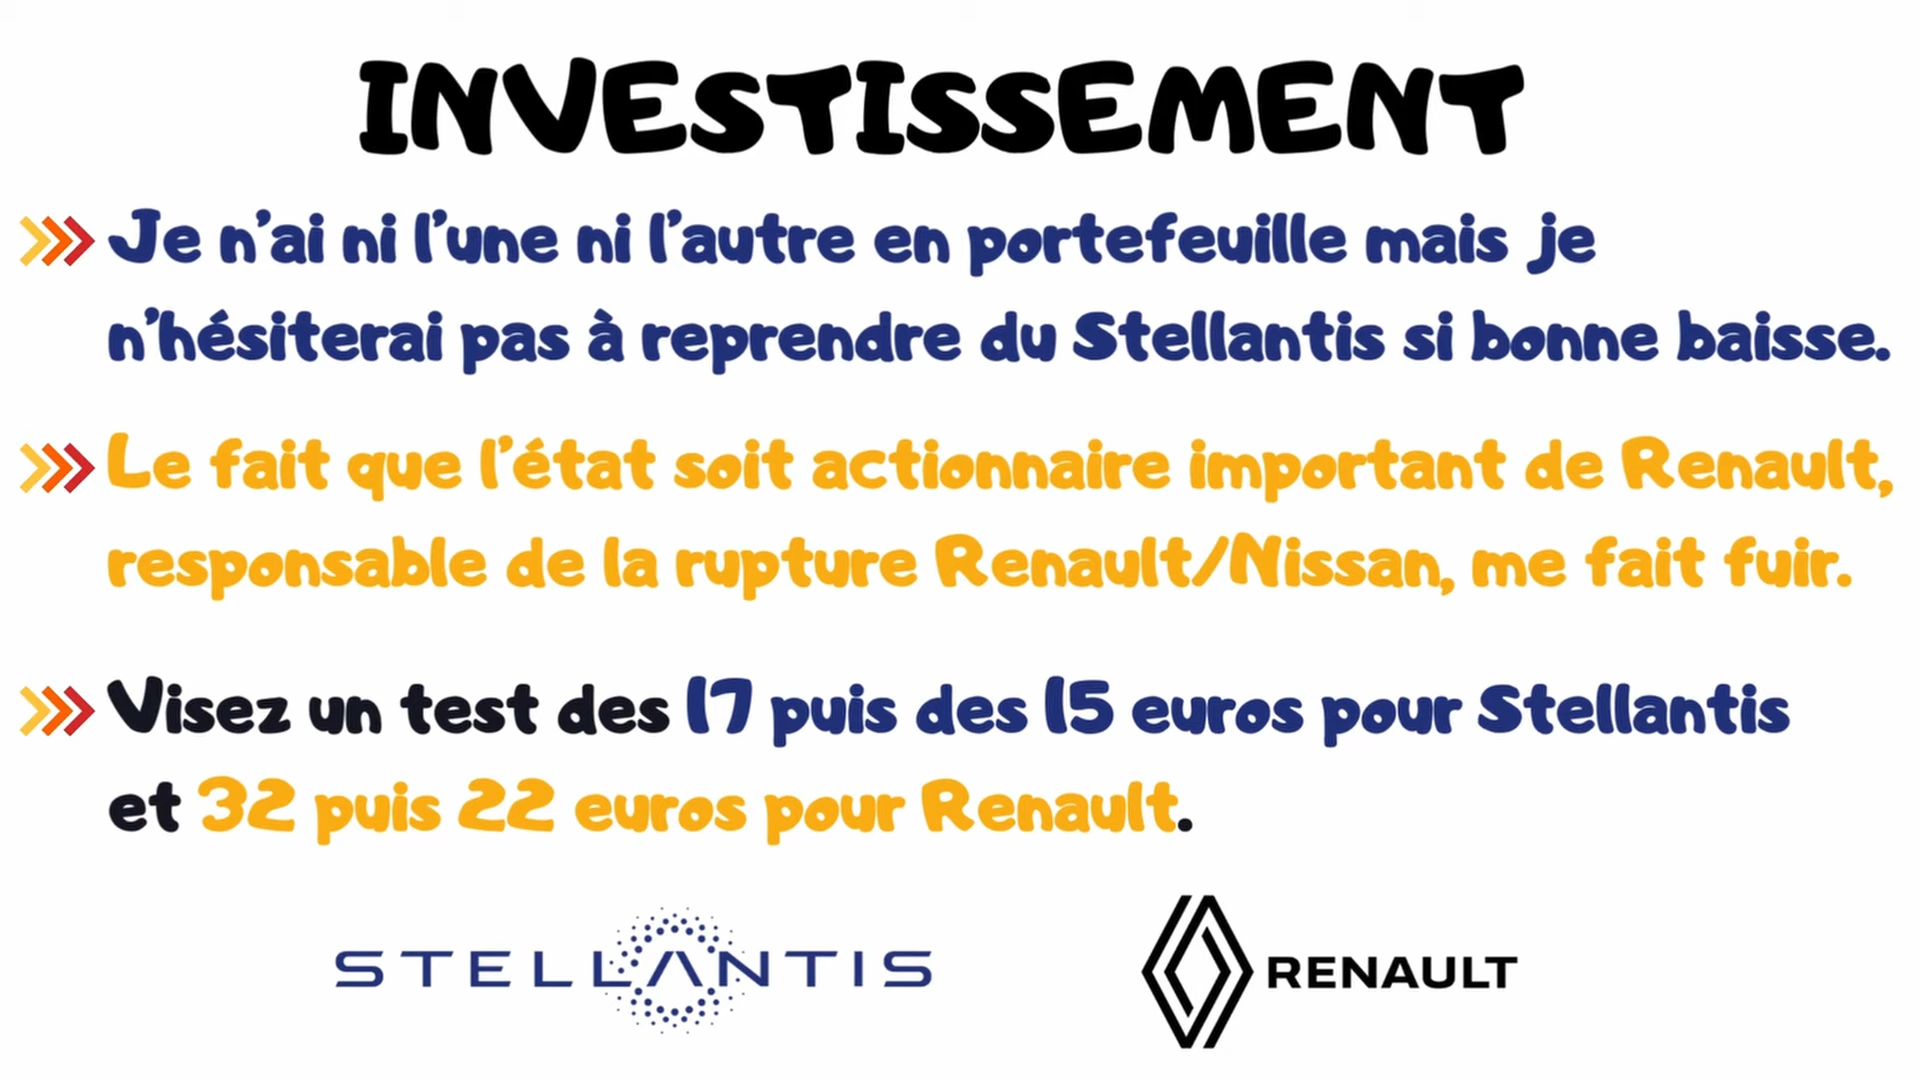 INVESTISSEMENT
Je n'ai ni l'une ni l'autre en portefeuille mais je
n'hésiterai pas à reprendre du Stellantis si bonne baisse.
Le fait que l'état soit actionnaire important de Renault,
responsable de la rupture Renault/Nissan, me fait fuir.
Visez un test des 17 puis des 15 euros pour Stellantis
et 32 puis 22 euros pour Renault.
STELLANTIS
RENAULT